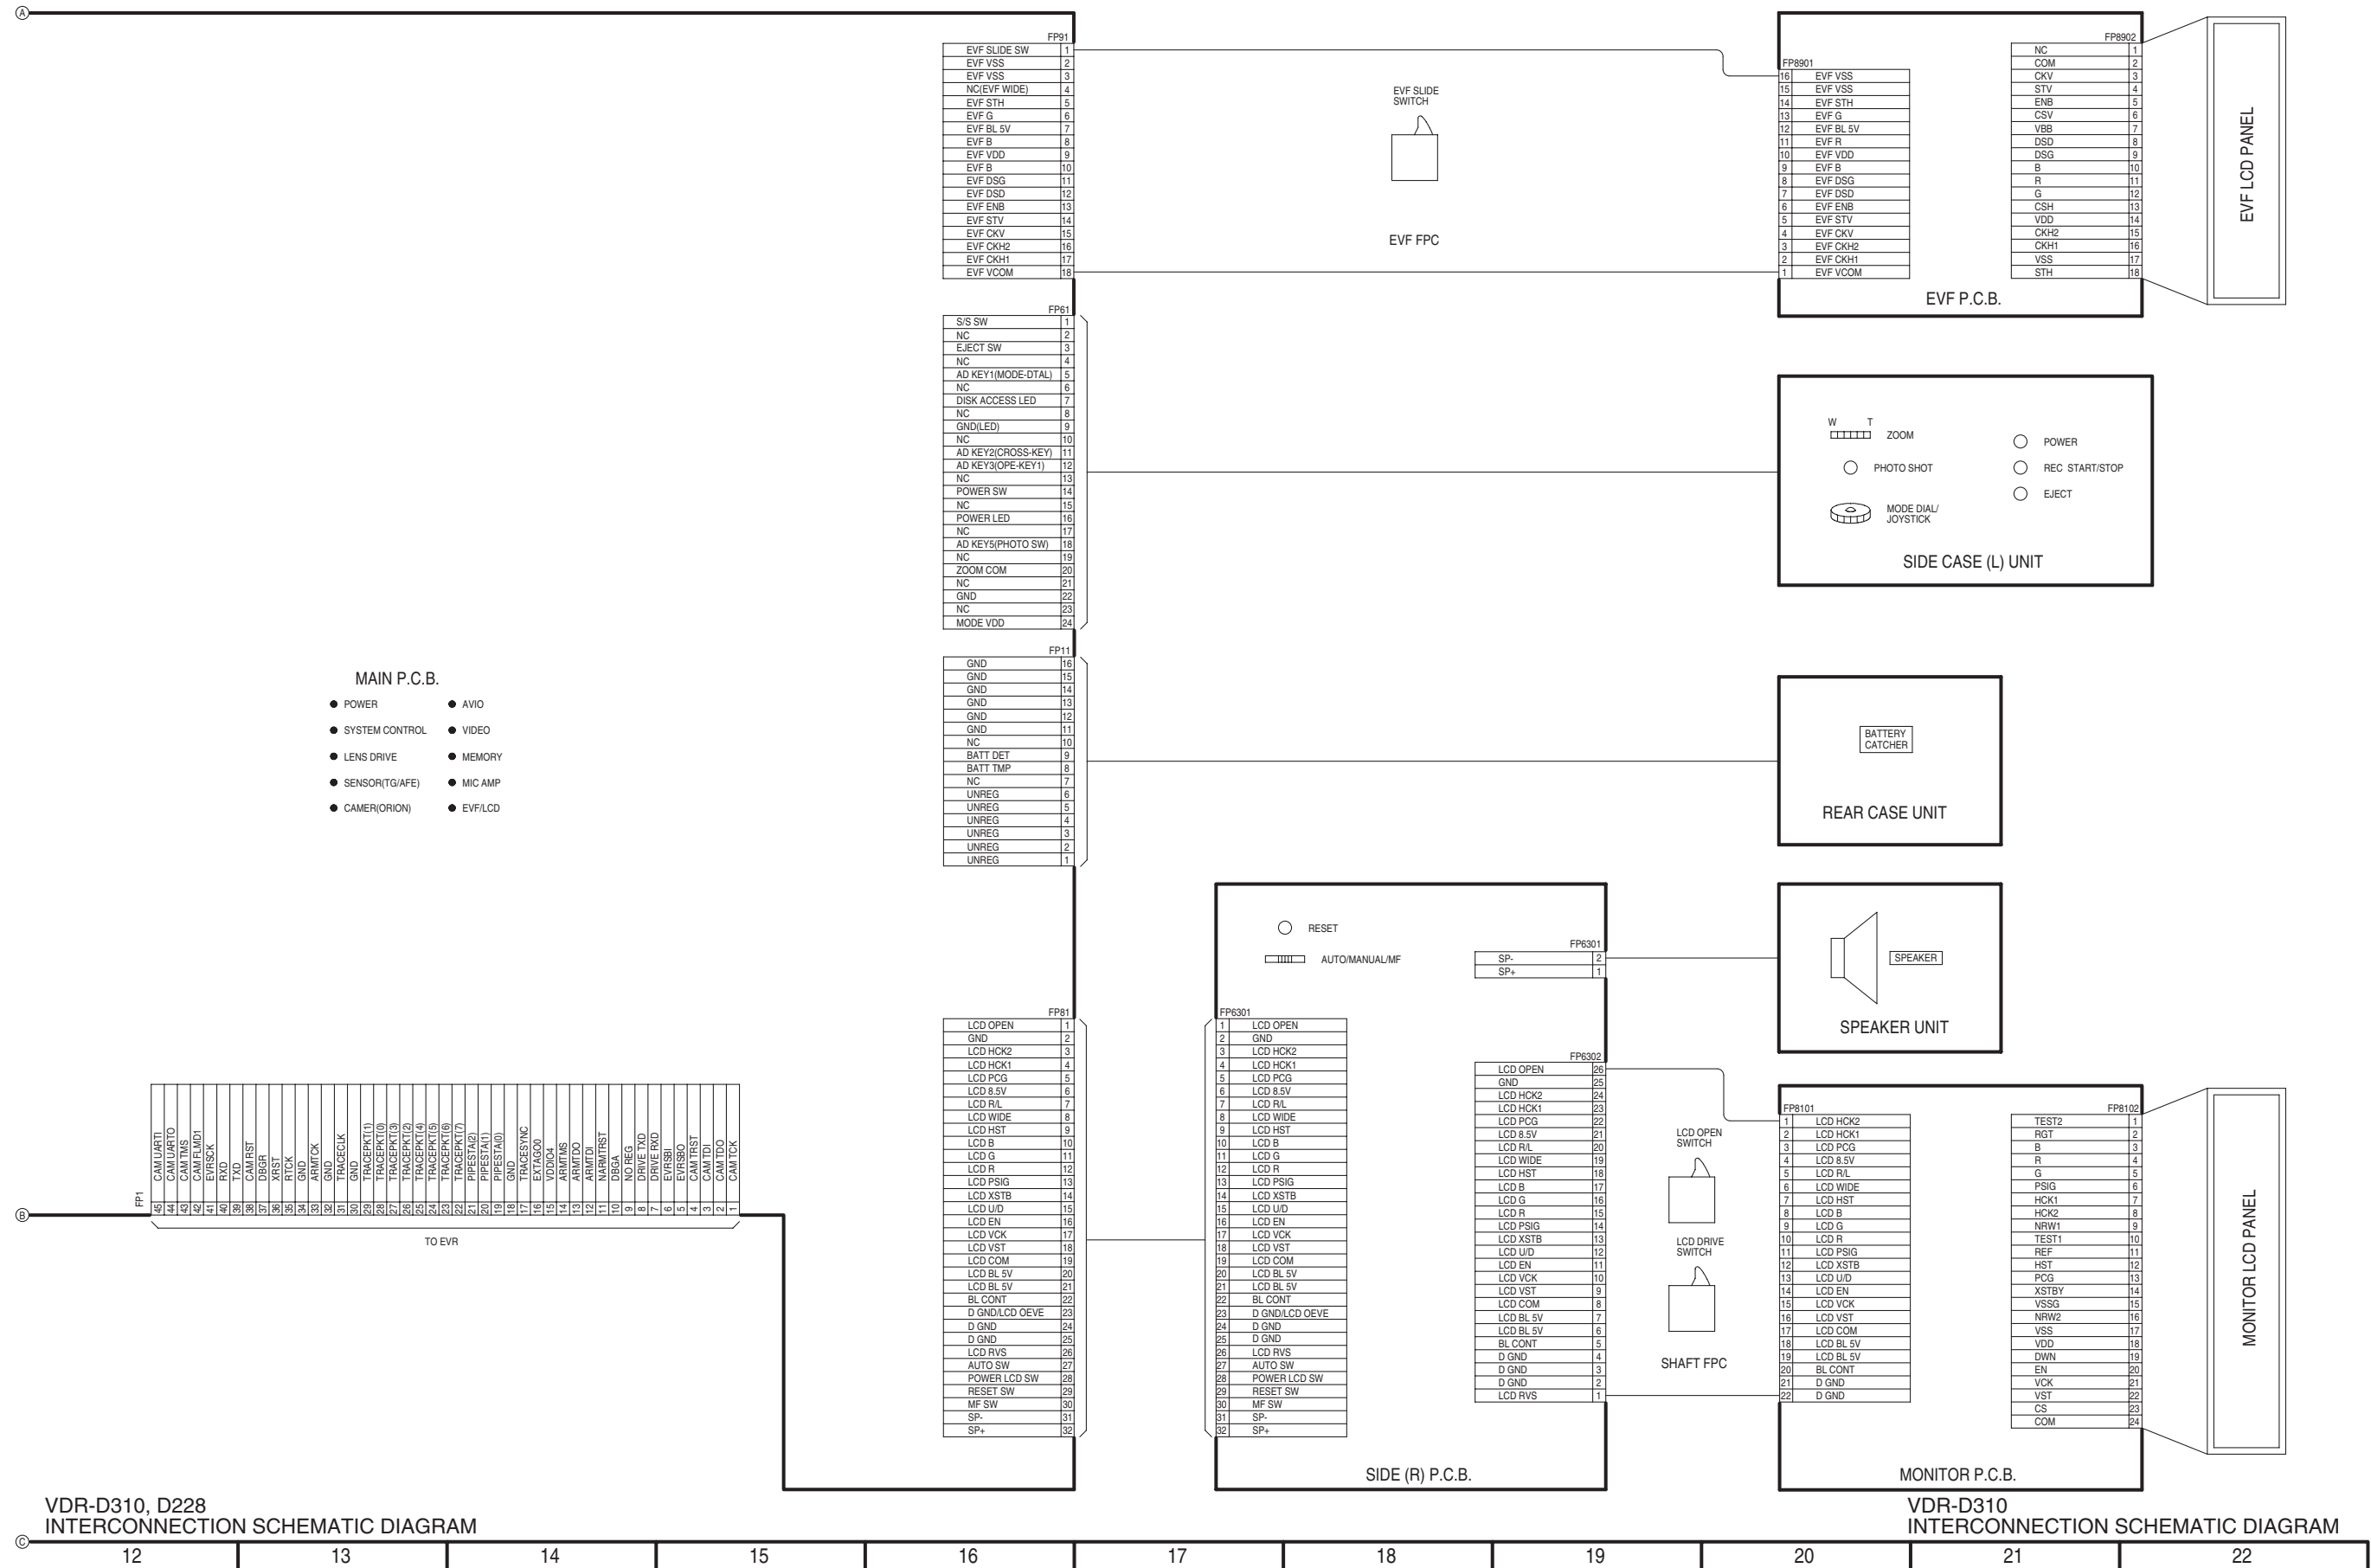 A
FP91
EVF SLIDE SW 1
EVF VSS 2
EVF VSS 3
NC(EVF WIDE) 4
EVF STH 5
EVF G 6
EVF BL 5V 7
EVF B 8
EVF VDD 9
EVF B 10
EVF DSG 11
EVF DSD 12
EVF ENB 13
EVF STV 14
EVF CKV 15
EVF CKH2 16
EVF CKH1 17
EVF VCOM 18
EVF SLIDE
SWITCH
EVF FPC
FP8901
16 EVF VSS
15 EVF VSS
14 EVF STH
13 EVF G
12 EVF BL 5V
11 EVF R
10 EVF VDD
9 EVF B
8 EVF DSG
7 EVF DSD
6 EVF ENB
5 EVF STV
4 EVF CKV
3 EVF CKH2
2 EVF CKH1
1 EVF VCOM
FP8902
NC 1
COM 2
CKV 3
STV 4
ENB 5
CSV 6
VBB 7
DSD 8
DSG 9
B 10
R 11
G 12
CSH 13
VDD 14
CKH2 15
CKH1 16
VSS 17
STH 18
EVF P.C.B.
EVF LCD PANEL
FP61
S/S SW 1
NC 2
EJECT SW 3
NC 4
AD KEY1(MODE-DTAL) 5
NC 6
DISK ACCESS LED 7
NC 8
GND(LED) 9
NC 10
AD KEY2(CROSS-KEY) 11
AD KEY3(OPE-KEY1) 12
NC 13
POWER SW 14
NC 15
POWER LED 16
NC 17
AD KEY5(PHOTO SW) 18
NC 19
ZOOM COM 20
NC 21
GND 22
NC 23
MODE VDD 24
W T
ZOOM
PHOTO SHOT
MODE DIAL/
JOYSTICK
POWER
REC START/STOP
EJECT
SIDE CASE (L) UNIT
MAIN P.C.B.
POWER
AVIO
SYSTEM CONTROL
VIDEO
LENS DRIVE
MEMORY
SENSOR(TG/AFE)
MIC AMP
CAMER(ORION)
EVF/LCD
FP11
GND 16
GND 15
GND 14
GND 13
GND 12
GND 11
NC 10
BATT DET 9
BATT TMP 8
NC 7
UNREG 6
UNREG 5
UNREG 4
UNREG 3
UNREG 2
UNREG 1
BATTERY
CATCHER
REAR CASE UNIT
RESET
AUTO/MANUAL/MF
FP6301
SP- 2
SP+ 1
SPEAKER
SPEAKER UNIT
FP81
LCD OPEN 1
GND 2
LCD HCK2 3
LCD HCK1 4
LCD PCG 5
LCD 8.5V 6
LCD R/L 7
LCD WIDE 8
LCD HST 9
LCD B 10
LCD G 11
LCD R 12
LCD PSIG 13
LCD XSTB 14
LCD U/D 15
LCD EN 16
LCD VCK 17
LCD VST 18
LCD COM 19
LCD BL 5V 20
LCD BL 5V 21
BL CONT 22
D GND/LCD OEVE 23
D GND 24
D GND 25
LCD RVS 26
AUTO SW 27
POWER LCD SW 28
RESET SW 29
MF SW 30
SP- 31
SP+ 32
FP6301
1 LCD OPEN
2 GND
3 LCD HCK2
4 LCD HCK1
5 LCD PCG
6 LCD 8.5V
7 LCD R/L
8 LCD WIDE
9 LCD HST
10 LCD B
11 LCD G
12 LCD R
13 LCD PSIG
14 LCD XSTB
15 LCD U/D
16 LCD EN
17 LCD VCK
18 LCD VST
19 LCD COM
20 LCD BL 5V
21 LCD BL 5V
22 BL CONT
23 D GND/LCD OEVE
24 D GND
25 D GND
26 LCD RVS
27 AUTO SW
28 POWER LCD SW
29 RESET SW
30 MF SW
31 SP-
32 SP+
FP6302
LCD OPEN 26
GND 25
LCD HCK2 24
LCD HCK1 23
LCD PCG 22
LCD 8.5V 21
LCD R/L 20
LCD WIDE 19
LCD HST 18
LCD B 17
LCD G 16
LCD R 15
LCD PSIG 14
LCD XSTB 13
LCD U/D 12
LCD EN 11
LCD VCK 10
LCD VST 9
LCD COM 8
LCD BL 5V 7
LCD BL 5V 6
BL CONT 5
D GND 4
D GND 3
D GND 2
LCD RVS 1
SIDE (R) P.C.B.
LCD OPEN
SWITCH
LCD DRIVE
SWITCH
SHAFT FPC
FP8101
1 LCD HCK2
2 LCD HCK1
3 LCD PCG
4 LCD 8.5V
5 LCD R/L
6 LCD WIDE
7 LCD HST
8 LCD B
9 LCD G
10 LCD R
11 LCD PSIG
12 LCD XSTB
13 LCD U/D
14 LCD EN
15 LCD VCK
16 LCD VST
17 LCD COM
18 LCD BL 5V
19 LCD BL 5V
20 BL CONT
21 D GND
22 D GND
FP8102
TEST2 1
RGT 2
B 3
R 4
G 5
PSIG 6
HCK1 7
HCK2 8
NRW1 9
TEST1 10
REF 11
HST 12
PCG 13
XSTBY 14
VSSG 15
NRW2 16
VSS 17
VDD 18
DWN 19
EN 20
VCK 21
VST 22
CS 23
COM 24
MONITOR P.C.B.
MONITOR LCD PANEL
FP1
45 CAM UARTI
44 CAM UARTO
43 CAM TMS
42 CAM FLMD1
41 EVRSCK
40 RXD
39 TXD
38 CAM RST
37 DBGR
36 XRST
35 RTCK
34 GND
33 ARMTCK
32 GND
31 TRACECLK
30 GND
29 TRACEPKT(1)
28 TRACEPKT(0)
27 TRACEPKT(3)
26 TRACEPKT(2)
25 TRACEPKT(4)
24 TRACEPKT(5)
23 TRACEPKT(6)
22 TRACEPKT(7)
21 PIPESTA(2)
20 PIPESTA(1)
19 PIPESTA(0)
18 GND
17 TRACESYNC
16 EXTAGO0
15 VDDIO4
14 ARMTMS
13 ARMTDO
12 ARMTDI
11 NARMTRST
10 DBGA
9 NO REG
8 DRIVE TXD
7 DRIVE RXD
6 EVRSBI
5 EVRSBO
4 CAM TRST
3 CAM TDI
2 CAM TDO
1 CAM TCK
B
TO EVR
VDR-D310, D228
INTERCONNECTION SCHEMATIC DIAGRAM
VDR-D310
INTERCONNECTION SCHEMATIC DIAGRAM
C
12 13 14 15 16 17 18 19 20 21 22